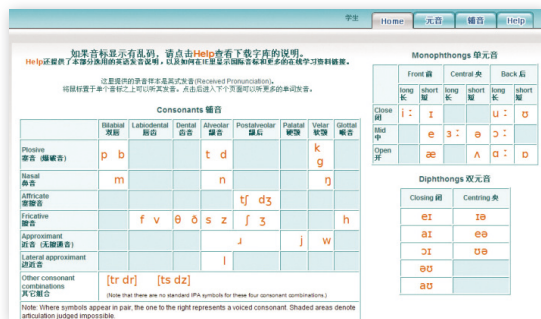 学生 Home 元音 辅音 Help
如果音标显示有乱码，请点击Help查看下载字库的说明。
Help还提供了本部分选用的英语发音说明，以及如何在IE里显示国际音标和更多的在线学习资料链接。
这里提供的录音样本是英式发音(Received Pronunciation)。
将鼠标置于单个音标之上可以听其发音。点击后进入下个页面可以听更多的单词发音。
Consonants 辅音
Bilabial Labiodental Dental Alveolar Postalveolar Palatal Velar Glottal
双唇 唇齿 齿音 龈音 龈后 硬颚 软颚 喉音
Plosive
塞音 (爆破音)
p b t d k g
Nasal
鼻音
m n ŋ
Affricate
塞擦音
tʃ dʒ
Fricative
擦音
f v θ ð s z ʃ ʒ h
Approximant
近音 (无擦通音)
ɹ j w
Lateral approximant
边近音
l
Other consonant
combinations
其它组合
[tr dr] [ts dz]
(Note that there are no standard IPA symbols for these four consonant combinations.)
Note: Where symbols appear in pair, the one to the right represents a voiced consonant. Shaded areas denote
articulation judged impossible.
Monophthongs 单元音
Front 前 Central 央 Back 后
long short long short long short
长 短 长 短 长 短
Close
闭
iː ɪ uː ʊ
Mid
中
e ɜː ə ɔː
Open
开
æ ʌ ɑː ɒ
Diphthongs 双元音
Closing 闭 Centring 央
eɪ ɪə
aɪ eə
ɔɪ ʊə
əʊ
aʊ